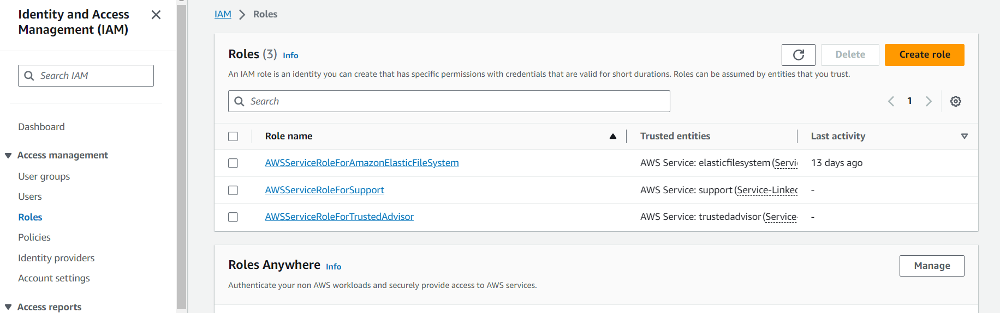 Identity and Access
Management (IAM)
Search IAM
Dashboard
Access management
User groups
Users
Roles
Policies
Identity providers
Account settings
Access reports
IAM > Roles
Roles (3) Info
Delete
Create role
An IAM role is an identity you can create that has specific permissions with credentials that are valid for short durations. Roles can be assumed by entities that you trust.
Search
1
Role name Trusted entities Last activity
AWSServiceRoleForAmazonElasticFileSystem AWS Service: elasticfilesystem (Servi 13 days ago
AWSServiceRoleForSupport AWS Service: support (Service-Linked -
AWSServiceRoleForTrustedAdvisor AWS Service: trustedadvisor (Service- -
Roles Anywhere Info
Manage
Authenticate your non AWS workloads and securely provide access to AWS services.